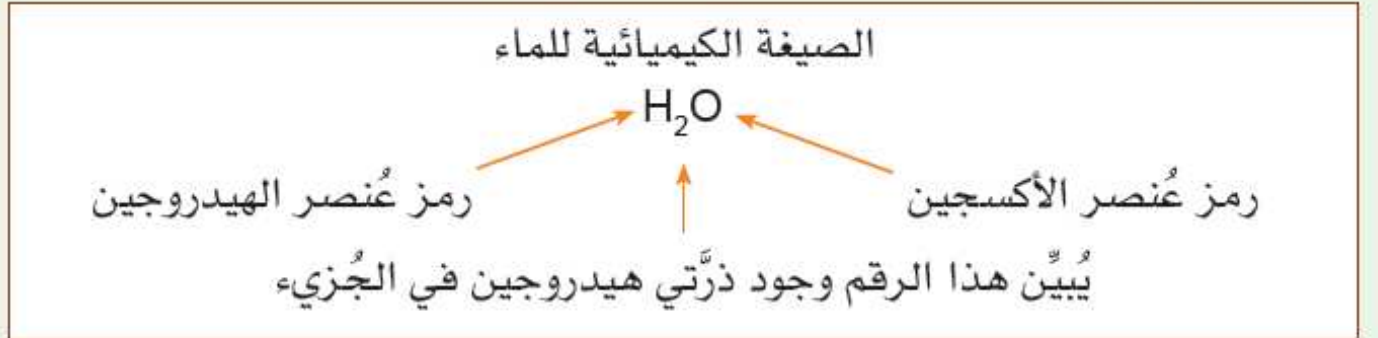 الصيغة الكيميائية للماء
H₂O
رمز عُنصر الأكسجين
رمز عُنصر الهيدروجين
يُبيِّن هذا الرقم وجود ذرَّتي هيدروجين في الجُزيء